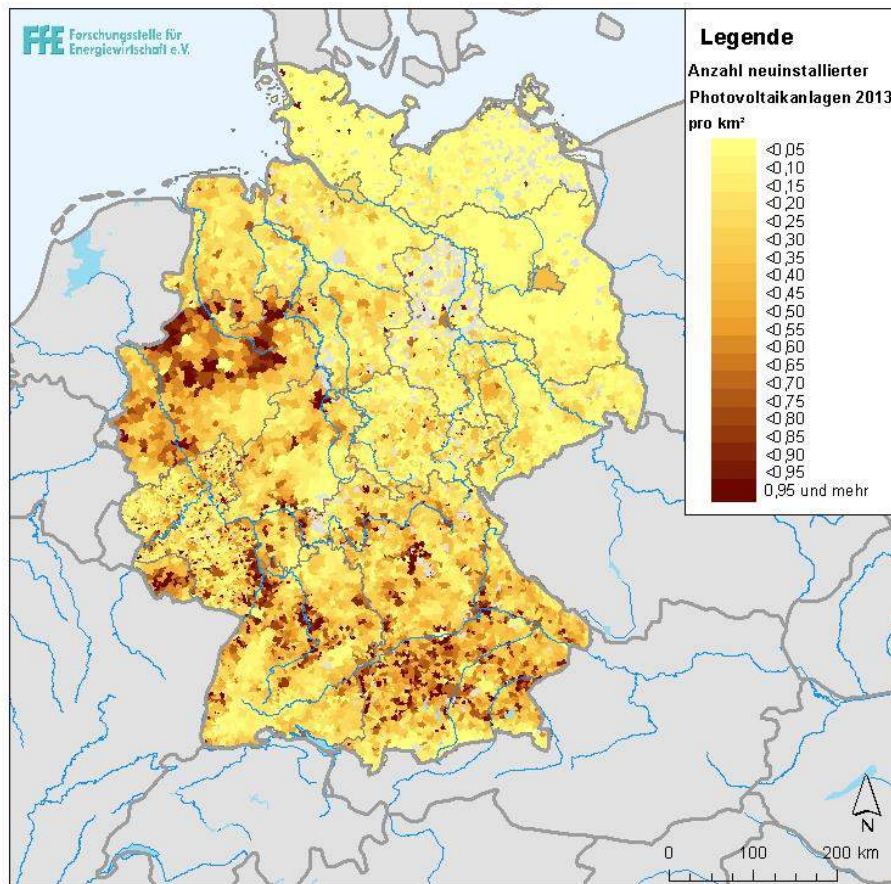 FfE Forschungsstelle für
Energiewirtschaft e.V.
Legende
Anzahl neuinstallierter
Photovoltaikanlagen 2013
pro km²
<0,05
<0,10
<0,15
<0,20
<0,25
<0,30
<0,35
<0,40
<0,45
<0,50
<0,55
<0,60
<0,65
<0,70
<0,75
<0,80
<0,85
<0,90
<0,95
0,95 und mehr
N
0 100 200 km